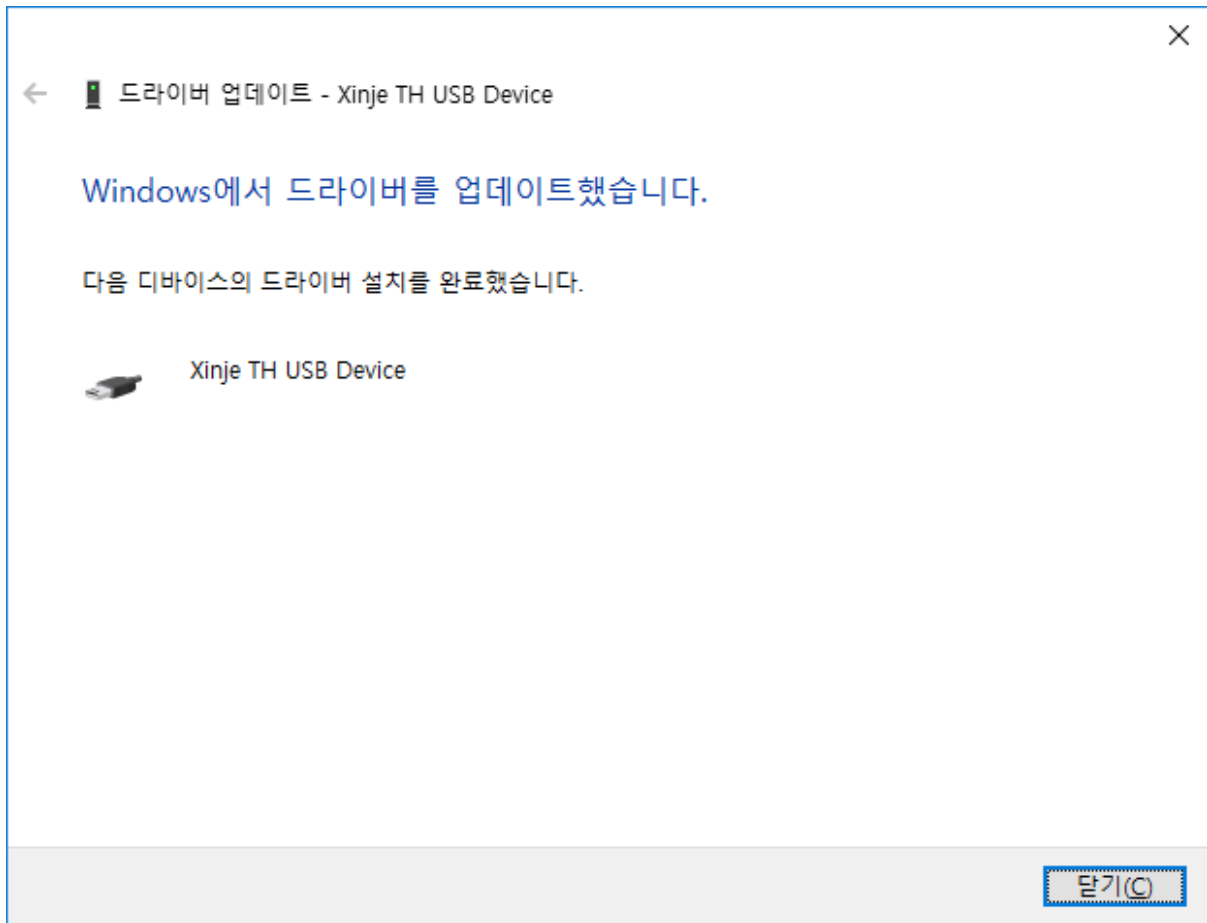 드라이버 업데이트 - Xinje TH USB Device
Windows에서 드라이버를 업데이트했습니다.
다음 디바이스의 드라이버 설치를 완료했습니다.
Xinje TH USB Device
닫기(C)